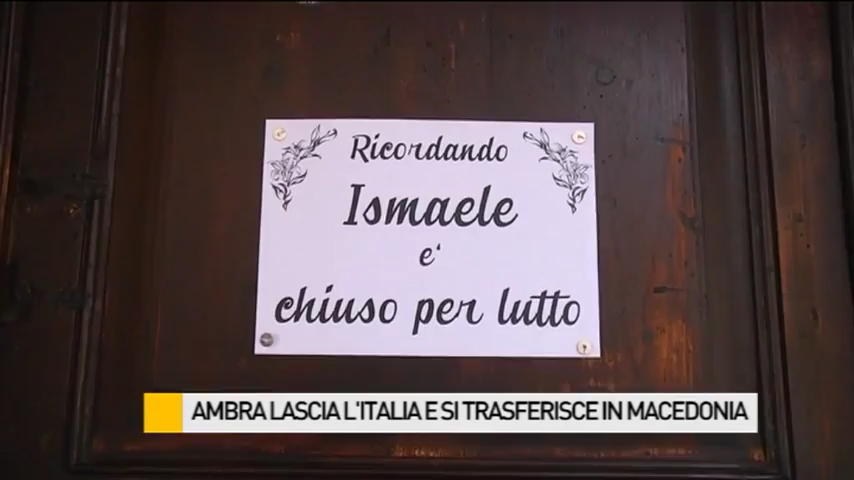 Ricordando
Ismaele
e'
chiuso per lutto
AMBRA LASCIA L'ITALIA E SI TRASFERISCE IN MACEDONIA